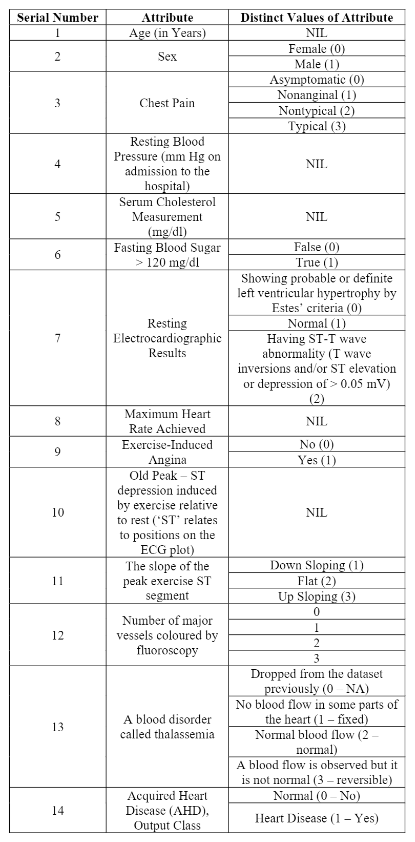 Serial Number Attribute Distinct Values of Attribute
1 Age (in Years) NIL
2 Sex
Female (0)
Male (1)
3 Chest Pain
Asymptomatic (0)
Nonanginal (1)
Nontypical (2)
Typical (3)
4
Resting Blood
Pressure (mm Hg on
admission to the
hospital)
NIL
5
Serum Cholesterol
Measurement
(mg/dl)
NIL
6
Fasting Blood Sugar
> 120 mg/dl
False (0)
True (1)
7
Resting
Electrocardiographic
Results
Showing probable or definite
left ventricular hypertrophy by
Estes' criteria (0)
Normal (1)
Having ST-T wave
abnormality (T wave
inversions and/or ST elevation
or depression of > 0.05 mV)
(2)
8
Maximum Heart
Rate Achieved
NIL
9
Exercise-Induced
Angina
No (0)
Yes (1)
10
Old Peak – ST
depression induced
by exercise relative
to rest ('ST' relates
to positions on the
ECG plot)
NIL
11
The slope of the
peak exercise ST
segment
Down Sloping (1)
Flat (2)
Up Sloping (3)
12
Number of major
vessels coloured by
fluoroscopy
0
1
2
3
13
A blood disorder
called thalassemia
Dropped from the dataset
previously (0 – NA)
No blood flow in some parts of
the heart (1 – fixed)
Normal blood flow (2 –
normal)
A blood flow is observed but it
is not normal (3 – reversible)
14
Acquired Heart
Disease (AHD),
Output Class
Normal (0 – No)
Heart Disease (1 – Yes)